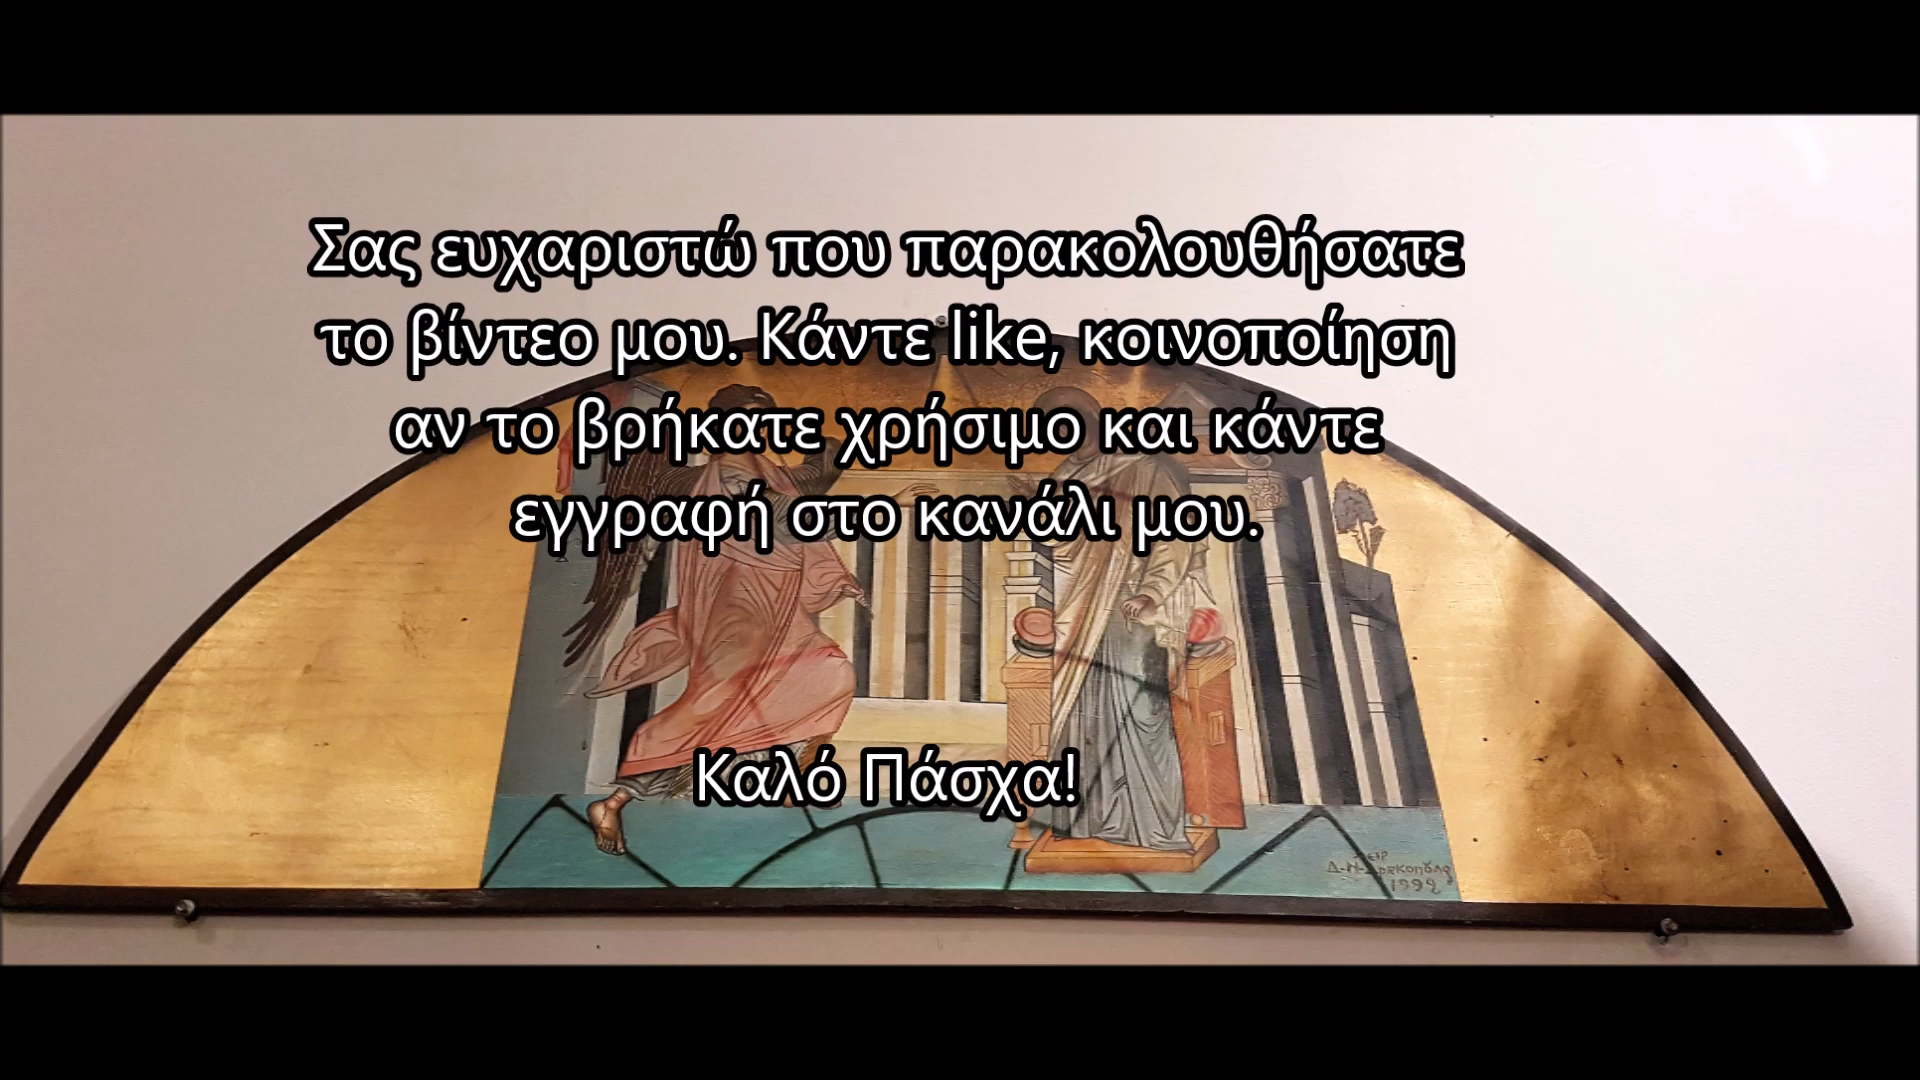 Σας ευχαριστώ που παρακολουθήσατε
το βίντεο μου. Κάντε like, κοινοποίηση
αν το βρήκατε χρήσιμο και κάντε
εγγραφή στο κανάλι μου.
Καλό Πάσχα!
1992